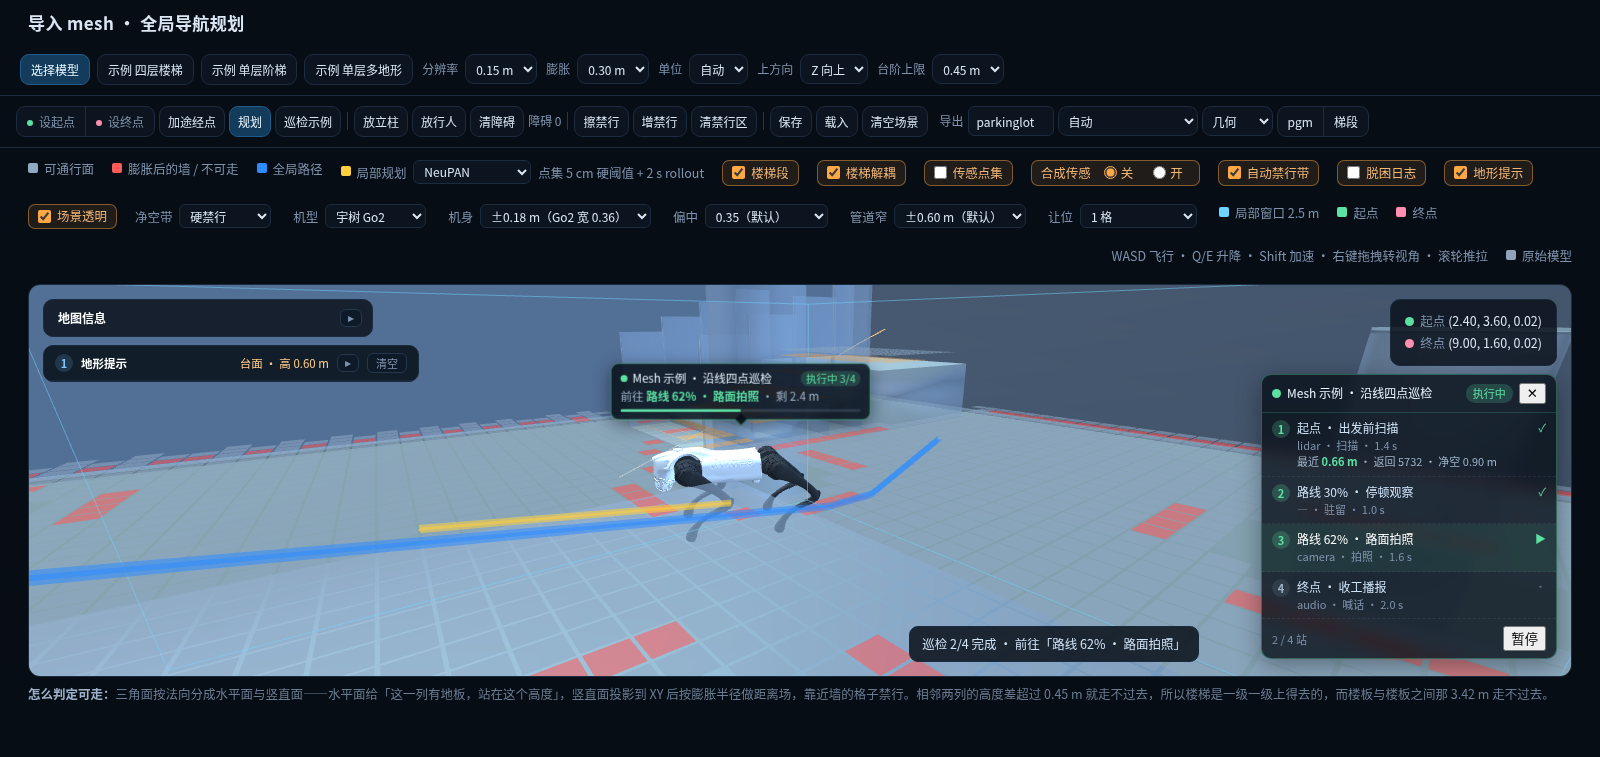 导入 mesh · 全局导航规划
选择模型 示例 四层楼梯 示例 单层阶梯 示例 单层多地形 分辨率 0.15 m 膨胀 0.30 m 单位 自动 上方向 Z 向上 台阶上限 0.45 m
设起点 设终点 加途经点 规划 巡检示例 放立柱 放行人 清障碍 障碍 0 擦禁行 增禁行 清禁行区 保存 载入 清空场景 导出 parkinglot 自动 几何 pgm 梯段
可通行面 膨胀后的墙 / 不可走 全局路径 局部规划 NeuPAN 点集 5 cm 硬阈值 + 2 s rollout 楼梯段 楼梯解耦 传感点集 合成传感 关 开 自动禁行带 脱困日志 地形提示
场景透明 净空带 硬禁行 机型 宇树 Go2 机身 ±0.18 m（Go2 宽 0.36） 偏中 0.35（默认） 管道窄 ±0.60 m（默认） 让位 1 格 局部窗口 2.5 m 起点 终点
WASD 飞行 · Q/E 升降 · Shift 加速 · 右键拖拽转视角 · 滚轮推拉 原始模型
地图信息 ▸
1 地形提示 台面 · 高 0.60 m ▸ 清空
起点 (2.40, 3.60, 0.02)
终点 (9.00, 1.60, 0.02)
Mesh 示例 · 沿线四点巡检 执行中 3/4
前往 路线 62% · 路面拍照 · 剩 2.4 m
Mesh 示例 · 沿线四点巡检 执行中 ✕
1 起点 · 出发前扫描 ✓
lidar · 扫描 · 1.4 s
最近 0.66 m · 返回 5732 · 净空 0.90 m
2 路线 30% · 停顿观察 ✓
— · 驻留 · 1.0 s
3 路线 62% · 路面拍照 ▶
camera · 拍照 · 1.6 s
4 终点 · 收工播报 ·
audio · 喊话 · 2.0 s
2 / 4 站 暂停
巡检 2/4 完成 · 前往「路线 62% · 路面拍照」
怎么判定可走：三角面按法向分成水平面与竖直面——水平面给「这一列有地板，站在这个高度」，竖直面投影到 XY 后按膨胀半径做距离场，靠近墙的格子禁行。相邻两列的高度差超过 0.45 m 就走不过去，所以楼梯是一级一级上得去的，而楼板与楼板之间那 3.42 m 走不过去。